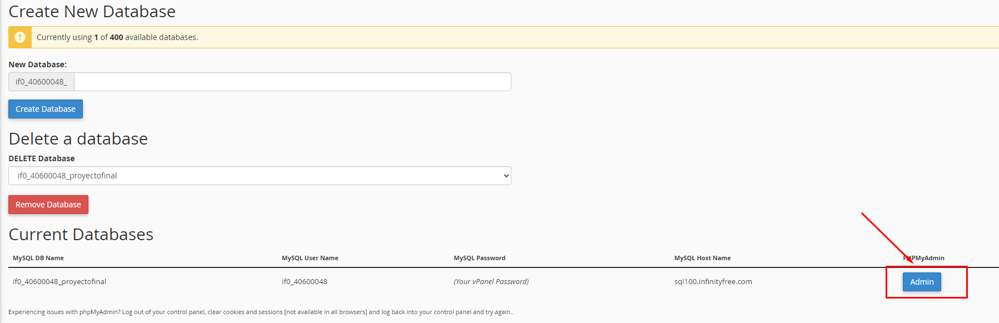 Create New Database
Currently using 1 of 400 available databases.
New Database:
if0_40600048_
Create Database
Delete a database
DELETE Database
if0_40600048_proyectofinal
Remove Database
Current Databases
MySQL DB Name MySQL User Name MySQL Password MySQL Host Name PHPMyAdmin
if0_40600048_proyectofinal if0_40600048 (Your vPanel Password) sql100.infinityfree.com Admin
Experiencing issues with phpMyAdmin? Log out of your control panel, clear cookies and sessions [not available in all browsers] and log back into your control panel and try again..